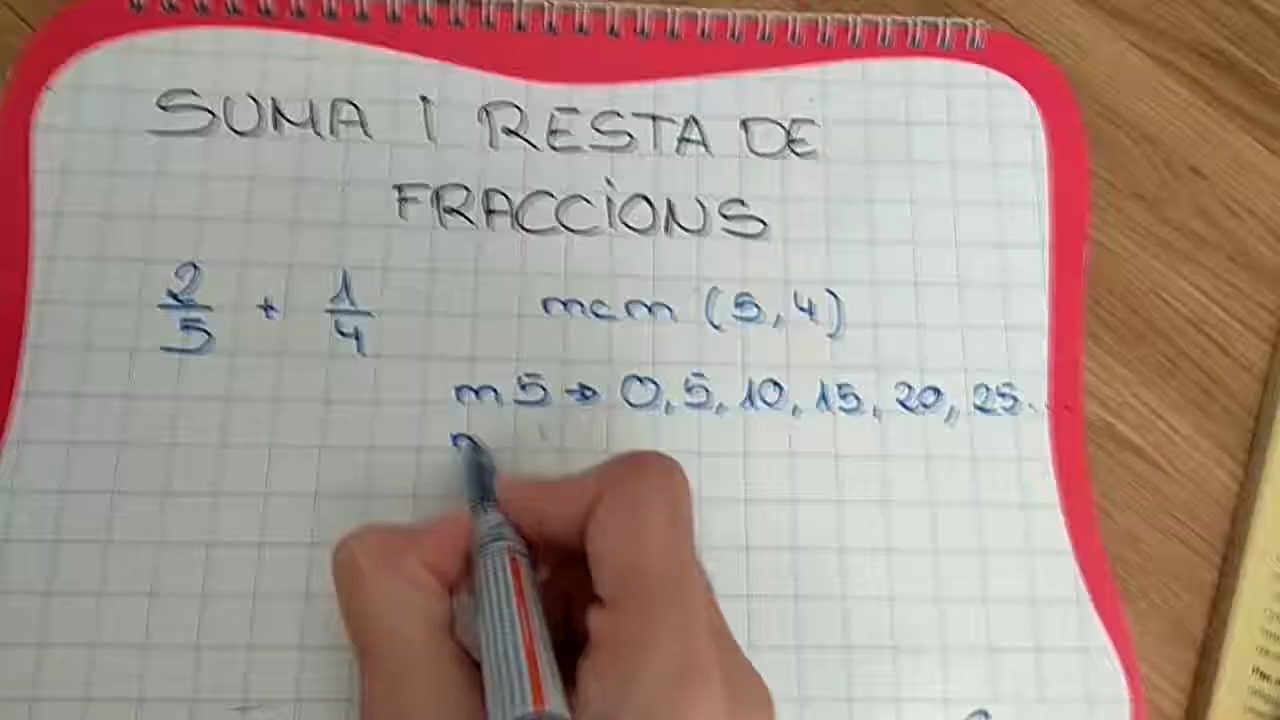 SUMA I RESTA DE
FRACCIONS
2/5 + 1/4
mcm (5,4)
m5 → 0, 5, 10, 15, 20, 25...